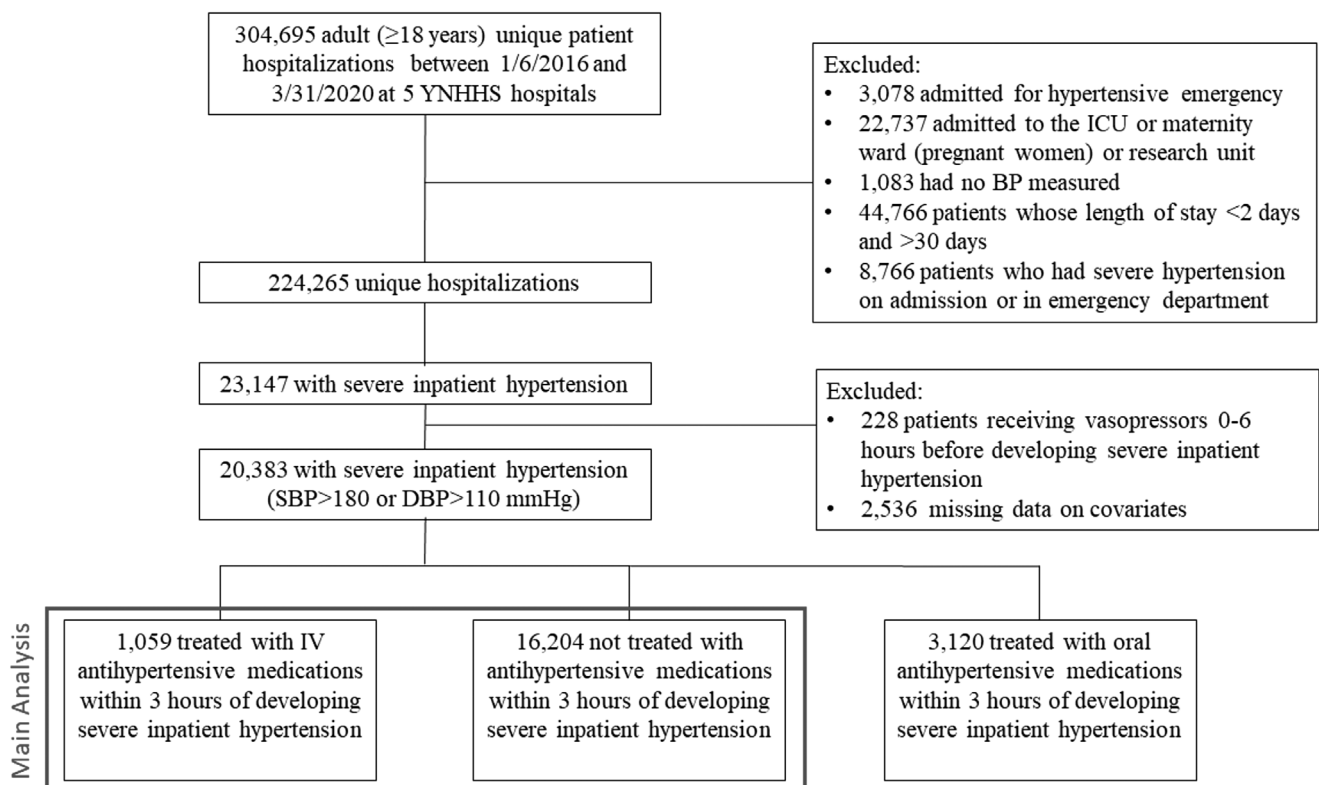 304,695 adult (≥18 years) unique patient
hospitalizations between 1/6/2016 and
3/31/2020 at 5 YNHHS hospitals
Excluded:
• 3,078 admitted for hypertensive emergency
• 22,737 admitted to the ICU or maternity
ward (pregnant women) or research unit
• 1,083 had no BP measured
• 44,766 patients whose length of stay <2 days
and >30 days
• 8,766 patients who had severe hypertension
on admission or in emergency department
224,265 unique hospitalizations
23,147 with severe inpatient hypertension
Excluded:
• 228 patients receiving vasopressors 0-6
hours before developing severe inpatient
hypertension
• 2,536 missing data on covariates
20,383 with severe inpatient hypertension
(SBP>180 or DBP>110 mmHg)
Main Analysis
1,059 treated with IV
antihypertensive medications
within 3 hours of developing
severe inpatient hypertension
16,204 not treated with
antihypertensive medications
within 3 hours of developing
severe inpatient hypertension
3,120 treated with oral
antihypertensive medications
within 3 hours of developing
severe inpatient hypertension